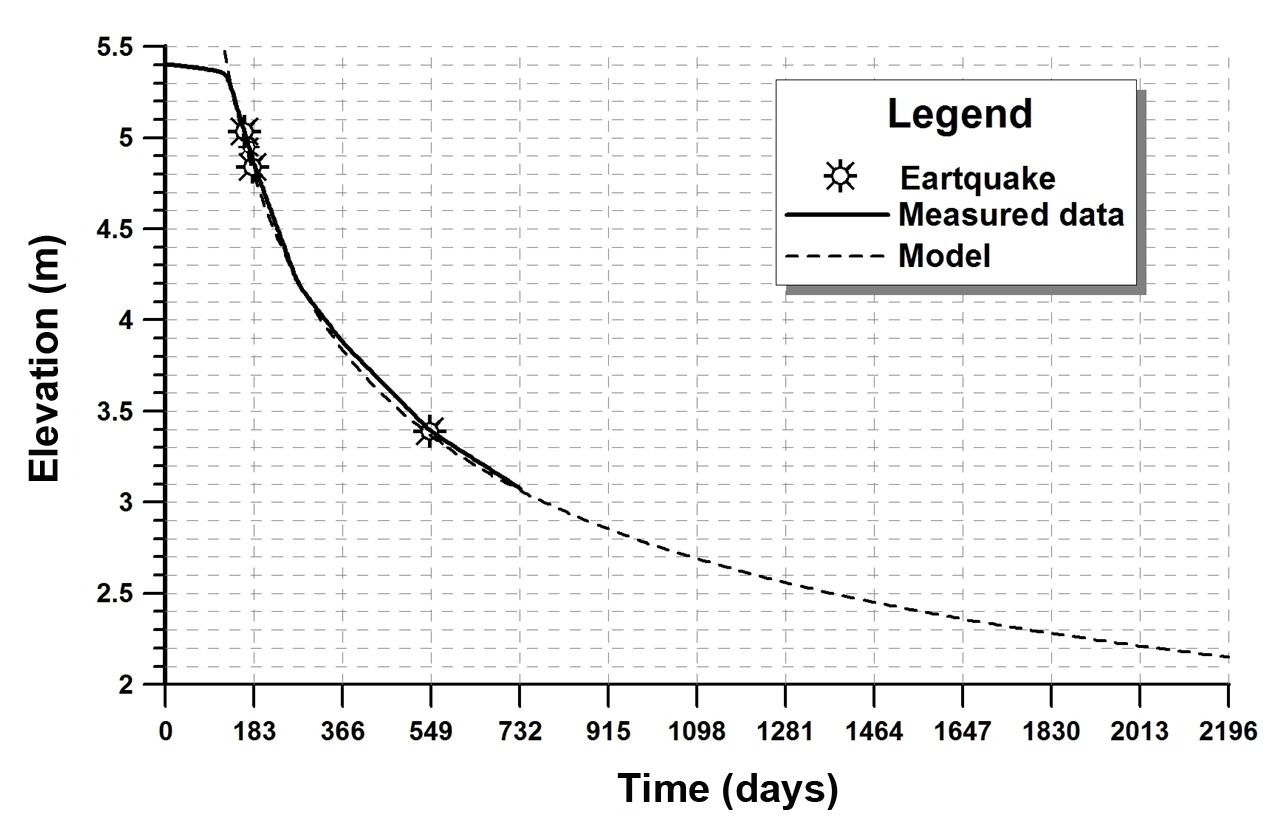 5.5
5
4.5
4
3.5
3
2.5
2
Elevation (m)
Legend
Eartquake
Measured data
Model
0 183 366 549 732 915 1098 1281 1464 1647 1830 2013 2196
Time (days)